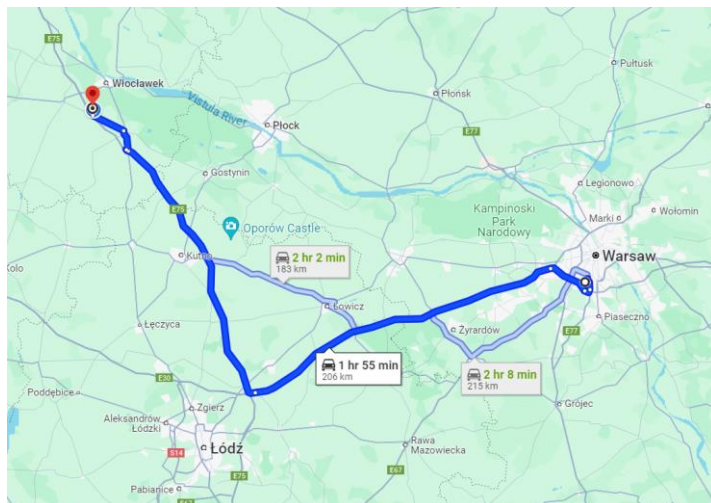 E75
Włocławek
Pułtusk
Płońsk
Vistula River
Płock
E77
Gostynin
Legionowo
Kampinoski
Park
Narodowy
Marki
Wołomin
E75
Oporów Castle
Warsaw
Kutno
2 hr 2 min
183 km
Koło
Łowicz
Piaseczno
Łęczyca
Żyrardów
E77
1 hr 55 min
206 km
2 hr 8 min
215 km
E30
Poddębice
Zgierz
Grójec
Aleksandrów
Łódzki
Łódź
Rawa
Mazowiecka
S14
E75
E67
Pabianice